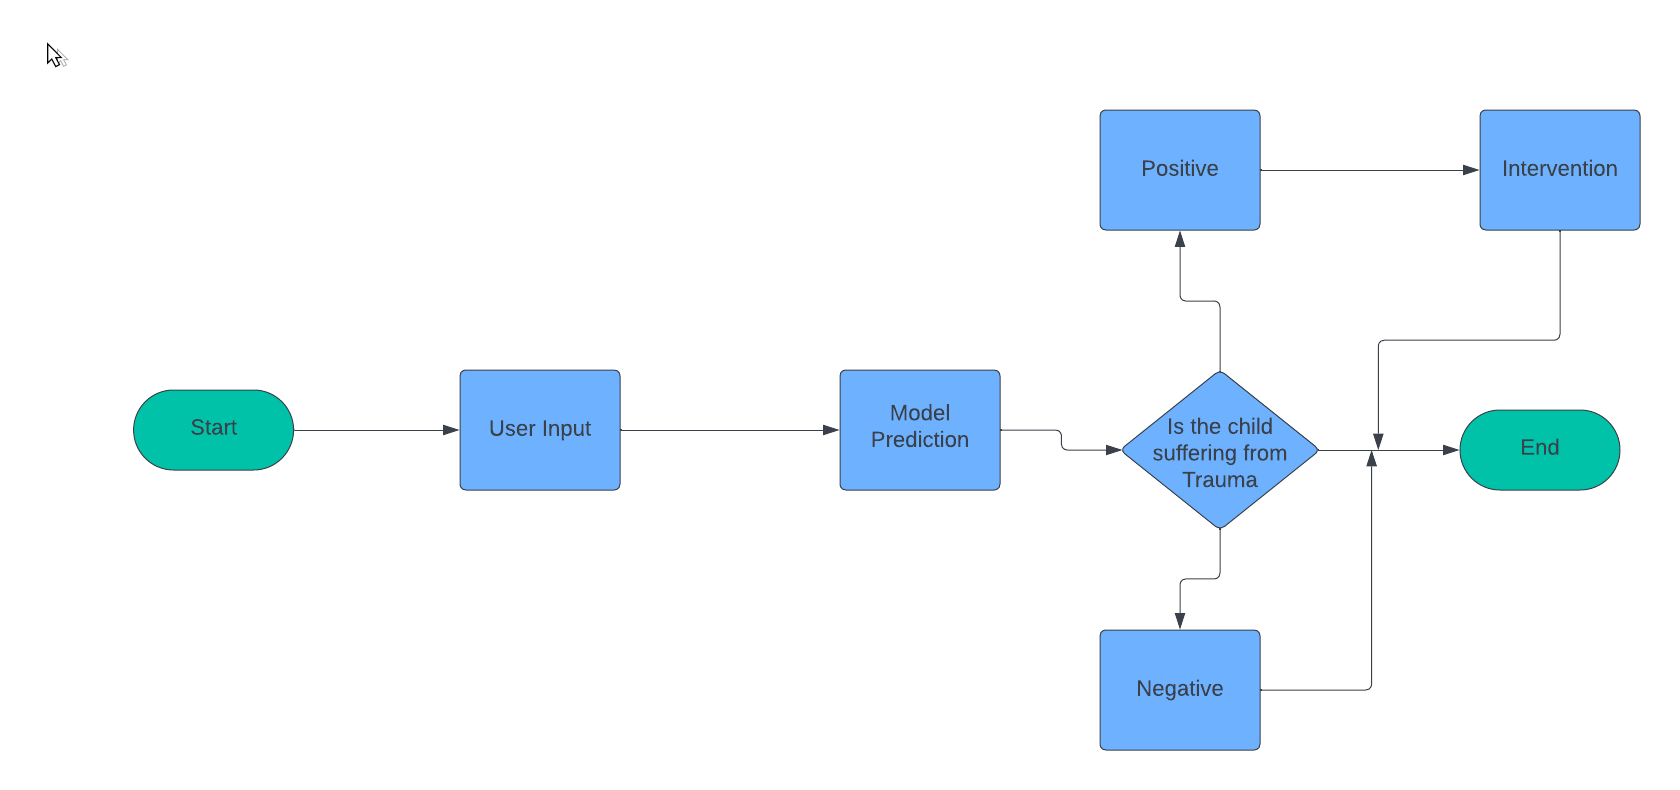 Positive
Intervention
Start
User Input
Model
Prediction
Is the child
suffering from
Trauma
End
Negative